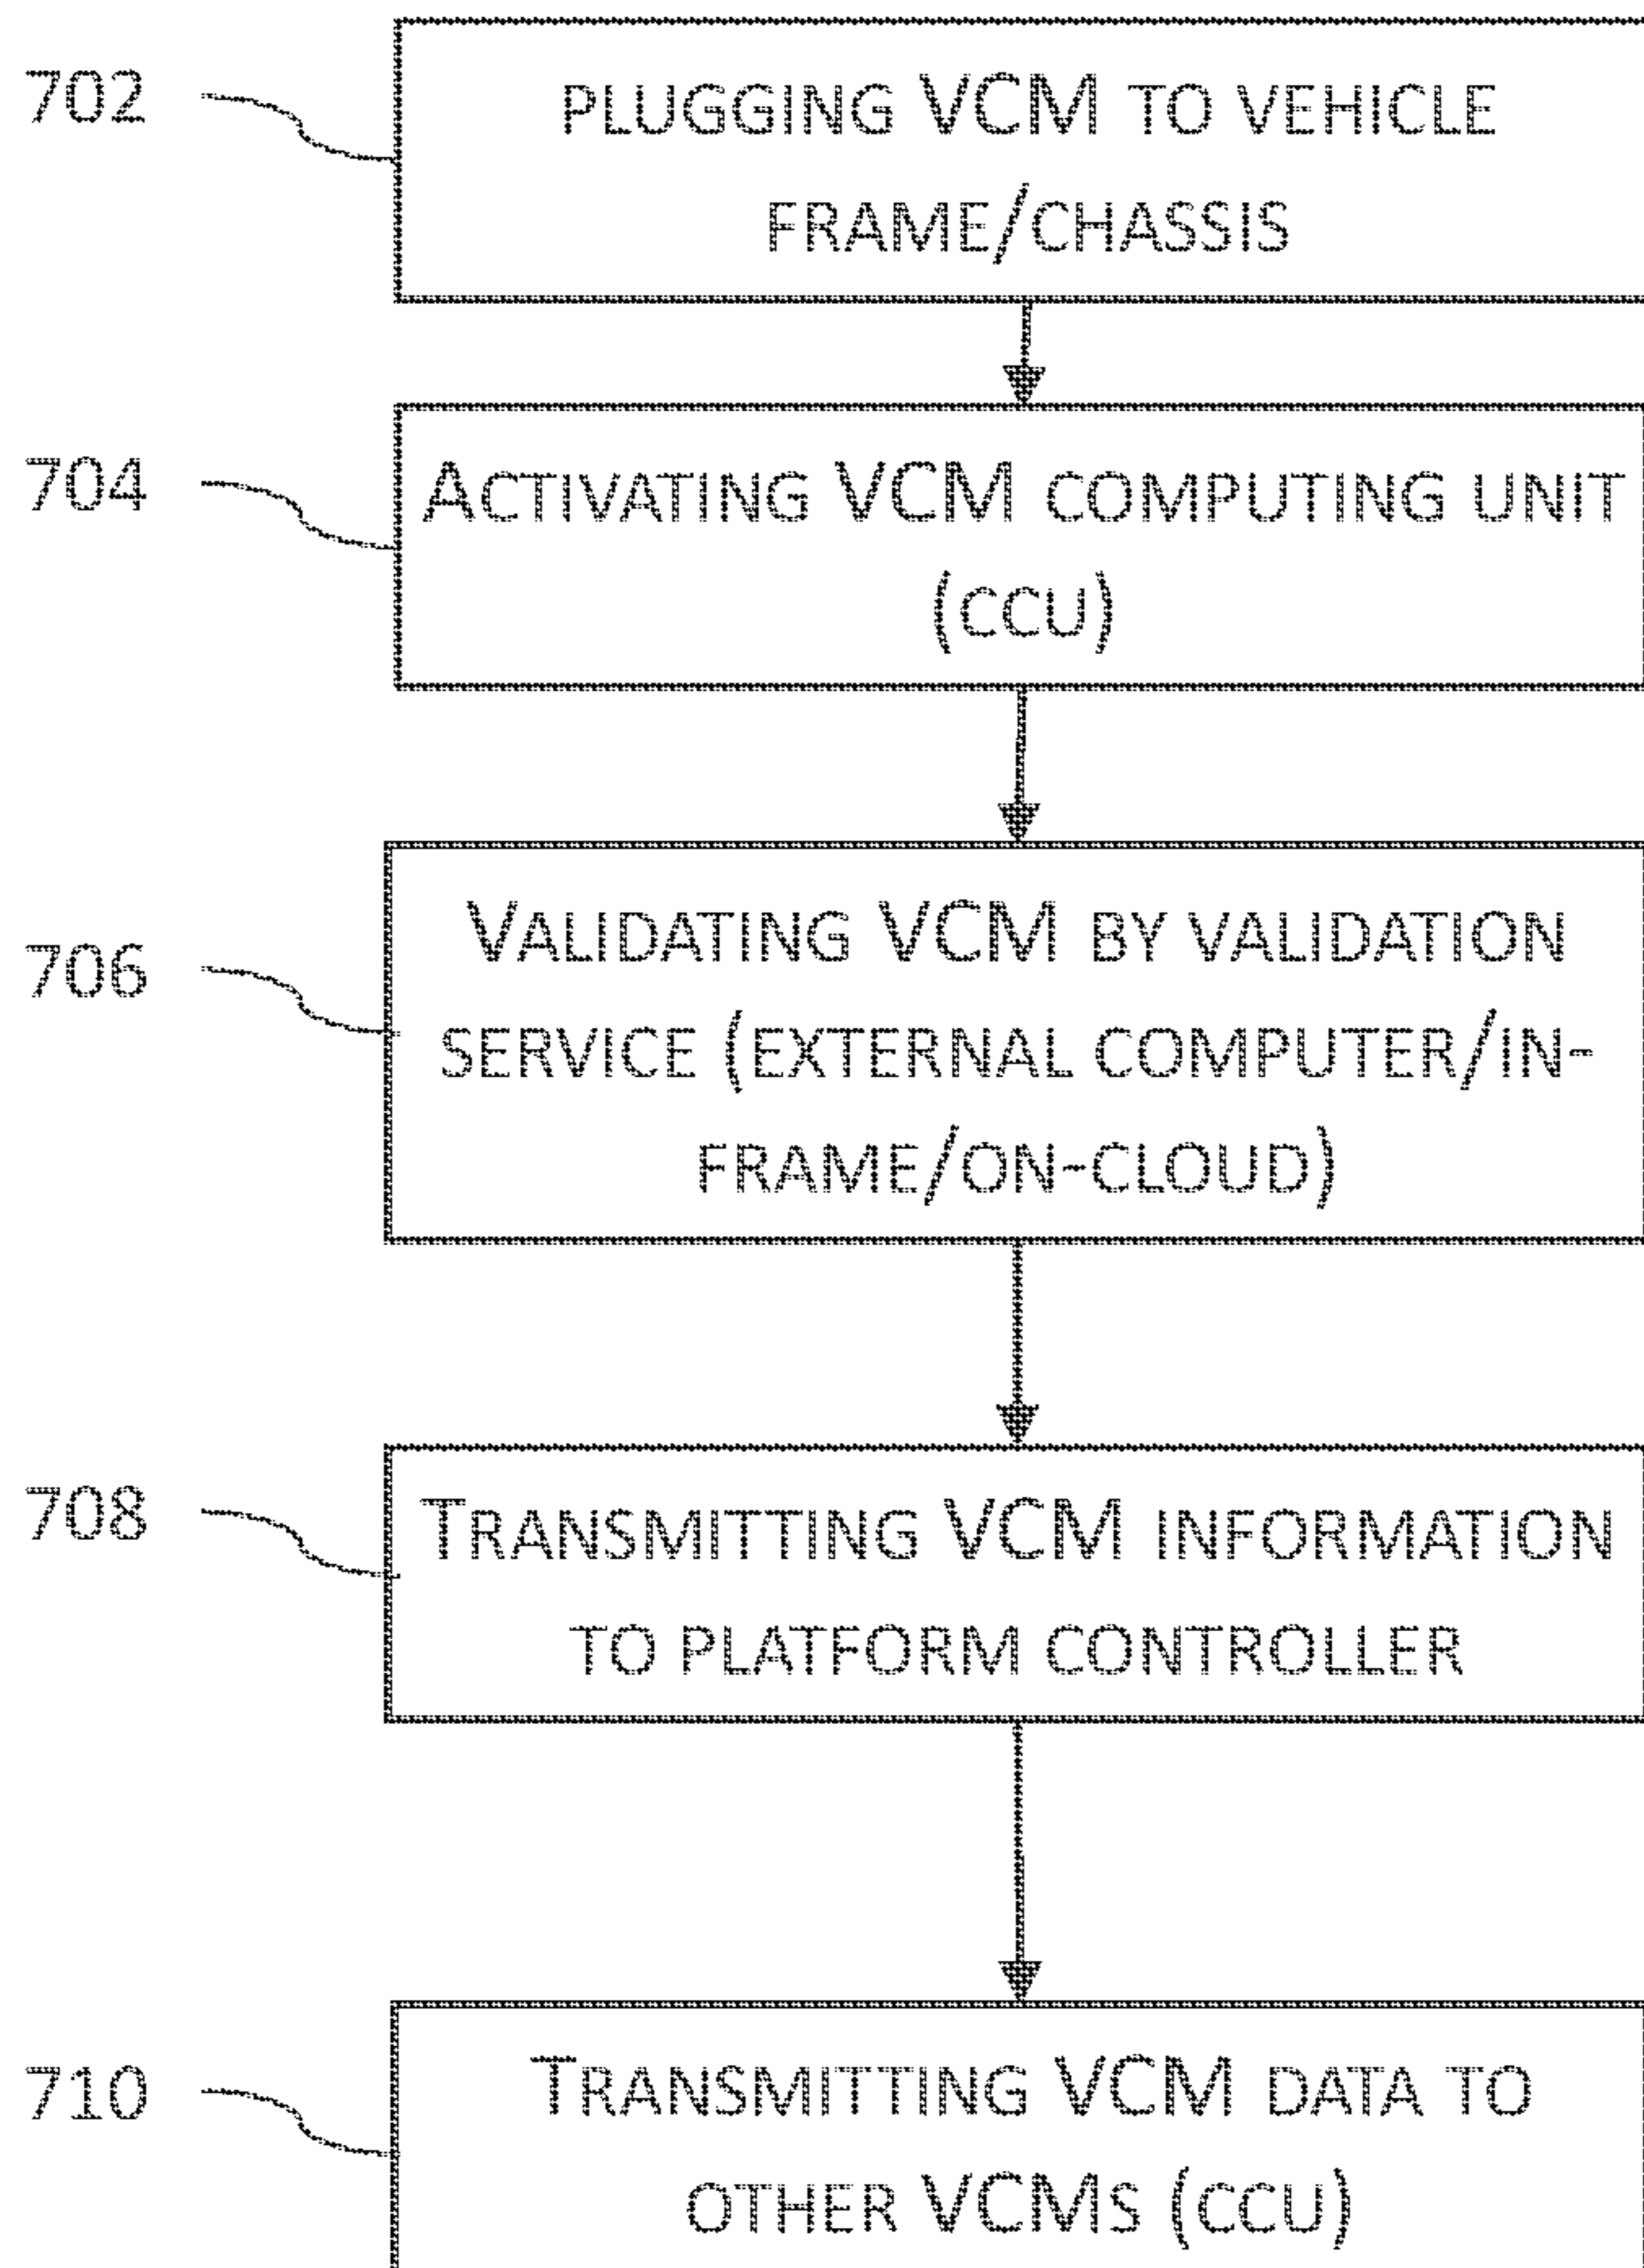 702
PLUGGING VCM TO VEHICLE
FRAME/CHASSIS
704
ACTIVATING VCM COMPUTING UNIT
(CCU)
706
VALIDATING VCM BY VALIDATION
SERVICE (EXTERNAL COMPUTER/IN-
FRAME/ON-CLOUD)
708
TRANSMITTING VCM INFORMATION
TO PLATFORM CONTROLLER
710
TRANSMITTING VCM DATA TO
OTHER VCMS (CCU)